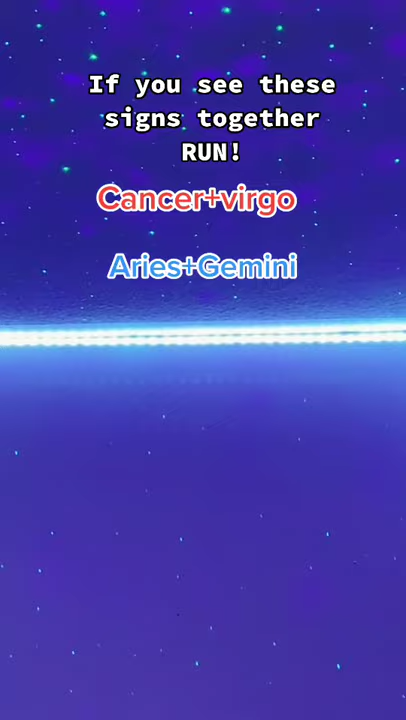 If you see these
signs together
RUN!
Cancer+virgo
Aries+Gemini